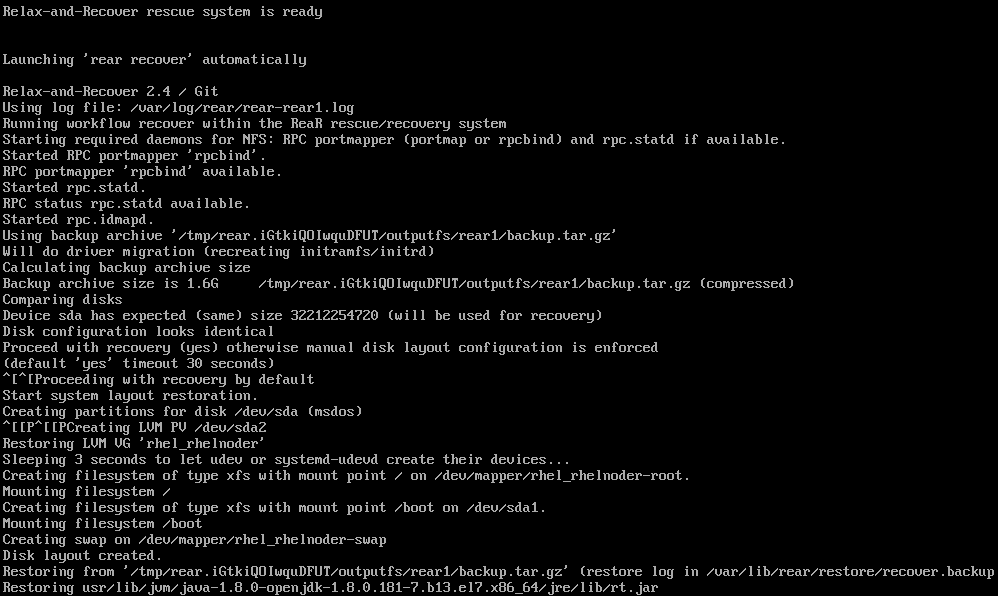 Relax-and-Recover rescue system is ready
Launching 'rear recover' automatically
Relax-and-Recover 2.4 / Git
Using log file: /var/log/rear/rear-rear1.log
Running workflow recover within the ReaR rescue/recovery system
Starting required daemons for NFS: RPC portmapper (portmap or rpcbind) and rpc.statd if available.
Started RPC portmapper 'rpcbind'.
RPC portmapper 'rpcbind' available.
Started rpc.statd.
RPC status rpc.statd available.
Started rpc.idmapd.
Using backup archive '/tmp/rear.iGtkiQOIwquDFUT/outputfs/rear1/backup.tar.gz'
Will do driver migration (recreating initramfs/initrd)
Calculating backup archive size
Backup archive size is 1.6G     /tmp/rear.iGtkiQOIwquDFUT/outputfs/rear1/backup.tar.gz (compressed)
Comparing disks
Device sda has expected (same) size 32212254720 (will be used for recovery)
Disk configuration looks identical
Proceed with recovery (yes) otherwise manual disk layout configuration is enforced
(default 'yes' timeout 30 seconds)
^[^[Proceeding with recovery by default
Start system layout restoration.
Creating partitions for disk /dev/sda (msdos)
^[[P^[[PCreating LVM PV /dev/sda2
Restoring LVM VG 'rhel_rhelnoder'
Sleeping 3 seconds to let udev or systemd-udevd create their devices...
Creating filesystem of type xfs with mount point / on /dev/mapper/rhel_rhelnoder-root.
Mounting filesystem /
Creating filesystem of type xfs with mount point /boot on /dev/sda1.
Mounting filesystem /boot
Creating swap on /dev/mapper/rhel_rhelnoder-swap
Disk layout created.
Restoring from '/tmp/rear.iGtkiQOIwquDFUT/outputfs/rear1/backup.tar.gz' (restore log in /var/lib/rear/restore/recover.backup
Restoring usr/lib/jvm/java-1.8.0-openjdk-1.8.0.181-7.b13.el7.x86_64/jre/lib/rt.jar